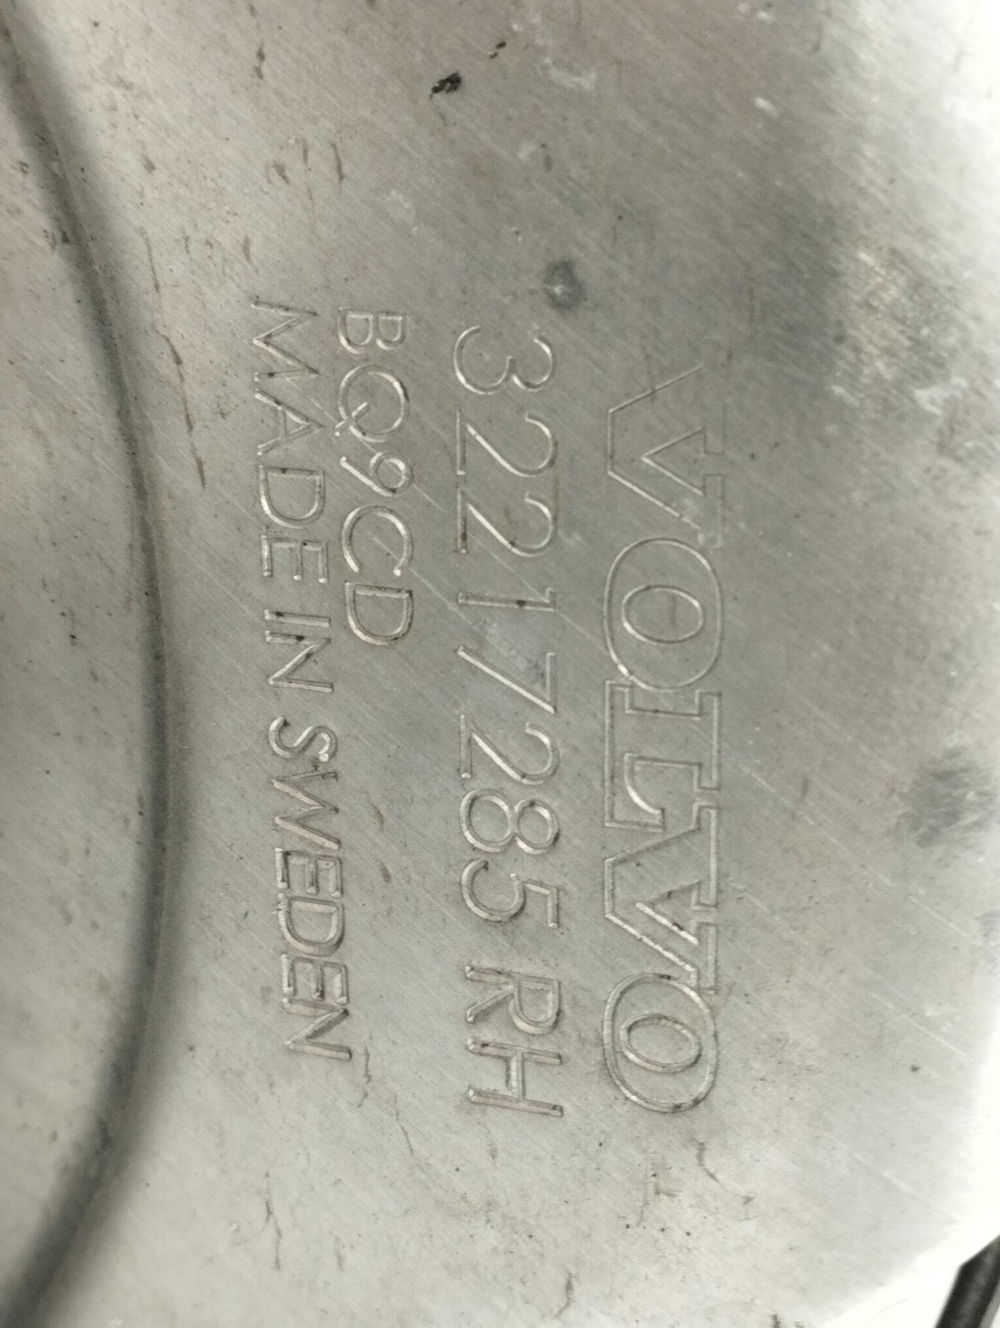 VOLVO
32217285 RH
BQ9CD
MADE IN SWEDEN